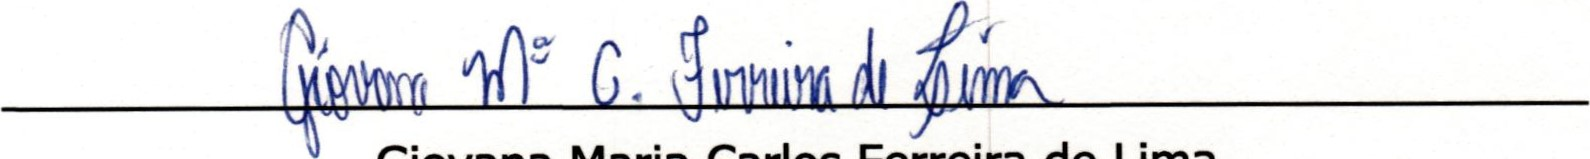 Giovana Mª C. Ferreira de Lima
Giovana Maria Carlos Ferreira de Lima